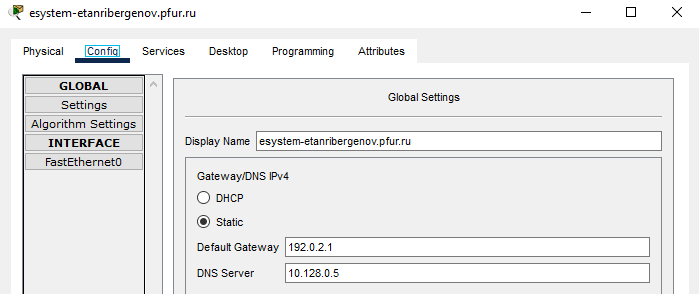 esystem-etanribergenov.pfur.ru
Physical Config Services Desktop Programming Attributes
GLOBAL
Settings
Algorithm Settings
INTERFACE
FastEthernet0
Global Settings
Display Name esystem-etanribergenov.pfur.ru
Gateway/DNS IPv4
DHCP
Static
Default Gateway 192.0.2.1
DNS Server 10.128.0.5